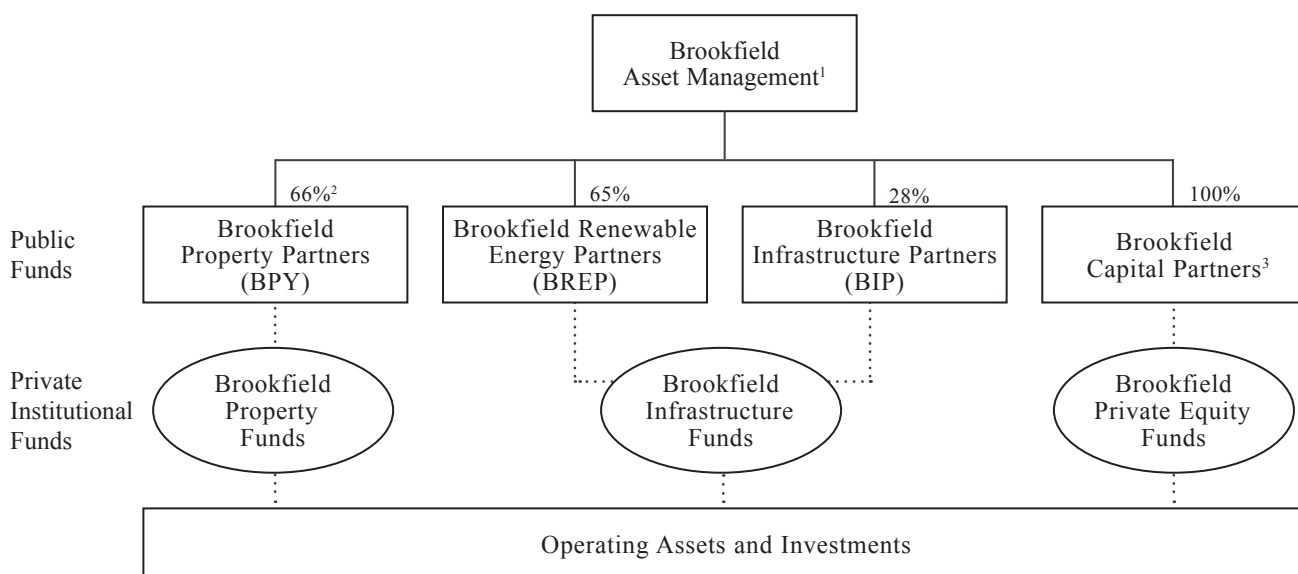 Brookfield
Asset Management¹
66%²
65%
28%
100%
Public
Funds
Brookfield
Property Partners
(BPY)
Brookfield Renewable
Energy Partners
(BREP)
Brookfield
Infrastructure Partners
(BIP)
Brookfield
Capital Partners³
Private
Institutional
Funds
Brookfield
Property
Funds
Brookfield
Infrastructure
Funds
Brookfield
Private Equity
Funds
Operating Assets and Investments